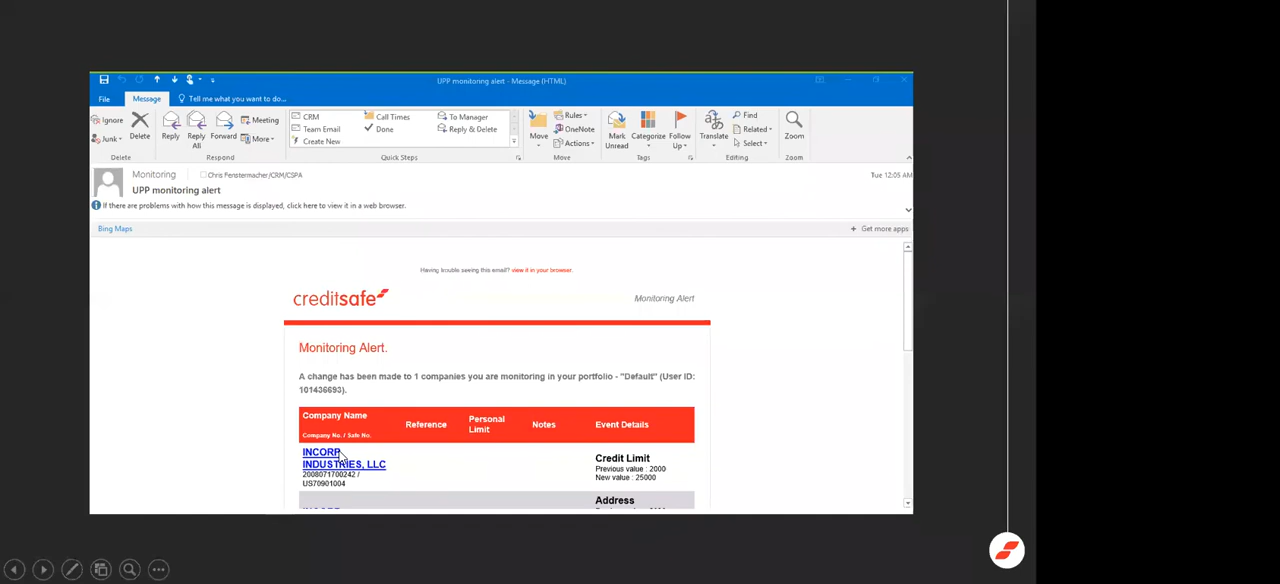 UPP monitoring alert - Message (HTML)
File
Message
Tell me what you want to do...
Ignore
Junk
Delete
Delete
Reply
Reply All
Forward
Meeting
More
Respond
CRM
Team Email
Create New
Call Times
Done
To Manager
Reply & Delete
Quick Steps
Move
Rules
OneNote
Actions
Move
Mark Unread
Categorize
Follow Up
Tags
Translate
Find
Related
Select
Editing
Zoom
Zoom
Monitoring
Chris Fenstermacher/CRM/CSPA
Tue 12:05 AM
UPP monitoring alert
If there are problems with how this message is displayed, click here to view it in a web browser.
Bing Maps
+ Get more apps
Having trouble seeing this email? view it in your browser.
creditsafe
Monitoring Alert
Monitoring Alert.
A change has been made to 1 companies you are monitoring in your portfolio - "Default" (User ID:
101436693).
Company Name
Company No. / Safe No.
Reference
Personal
Limit
Notes
Event Details
INCORP
INDUSTRIES, LLC
2008071700242 /
US70901004
Credit Limit
Previous value : 2000
New value : 25000
Address